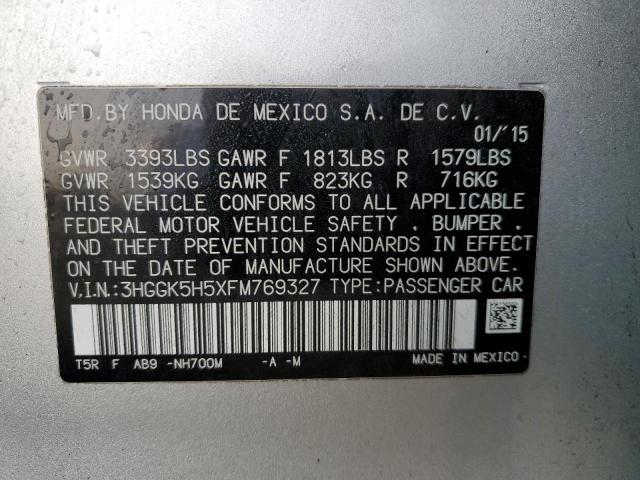 MFD.BY HONDA DE MEXICO S.A. DE C.V.
01/'15
GVWR 3393LBS GAWR F 1813LBS R 1579LBS
GVWR 1539KG GAWR F 823KG R 716KG
THIS VEHICLE CONFORMS TO ALL APPLICABLE
FEDERAL MOTOR VEHICLE SAFETY . BUMPER .
AND THEFT PREVENTION STANDARDS IN EFFECT
ON THE DATE OF MANUFACTURE SHOWN ABOVE.
V.I.N.:3HGGK5H5XFM769327 TYPE:PASSENGER CAR
T5R F AB9 -NH700M -A -M MADE IN MEXICO.